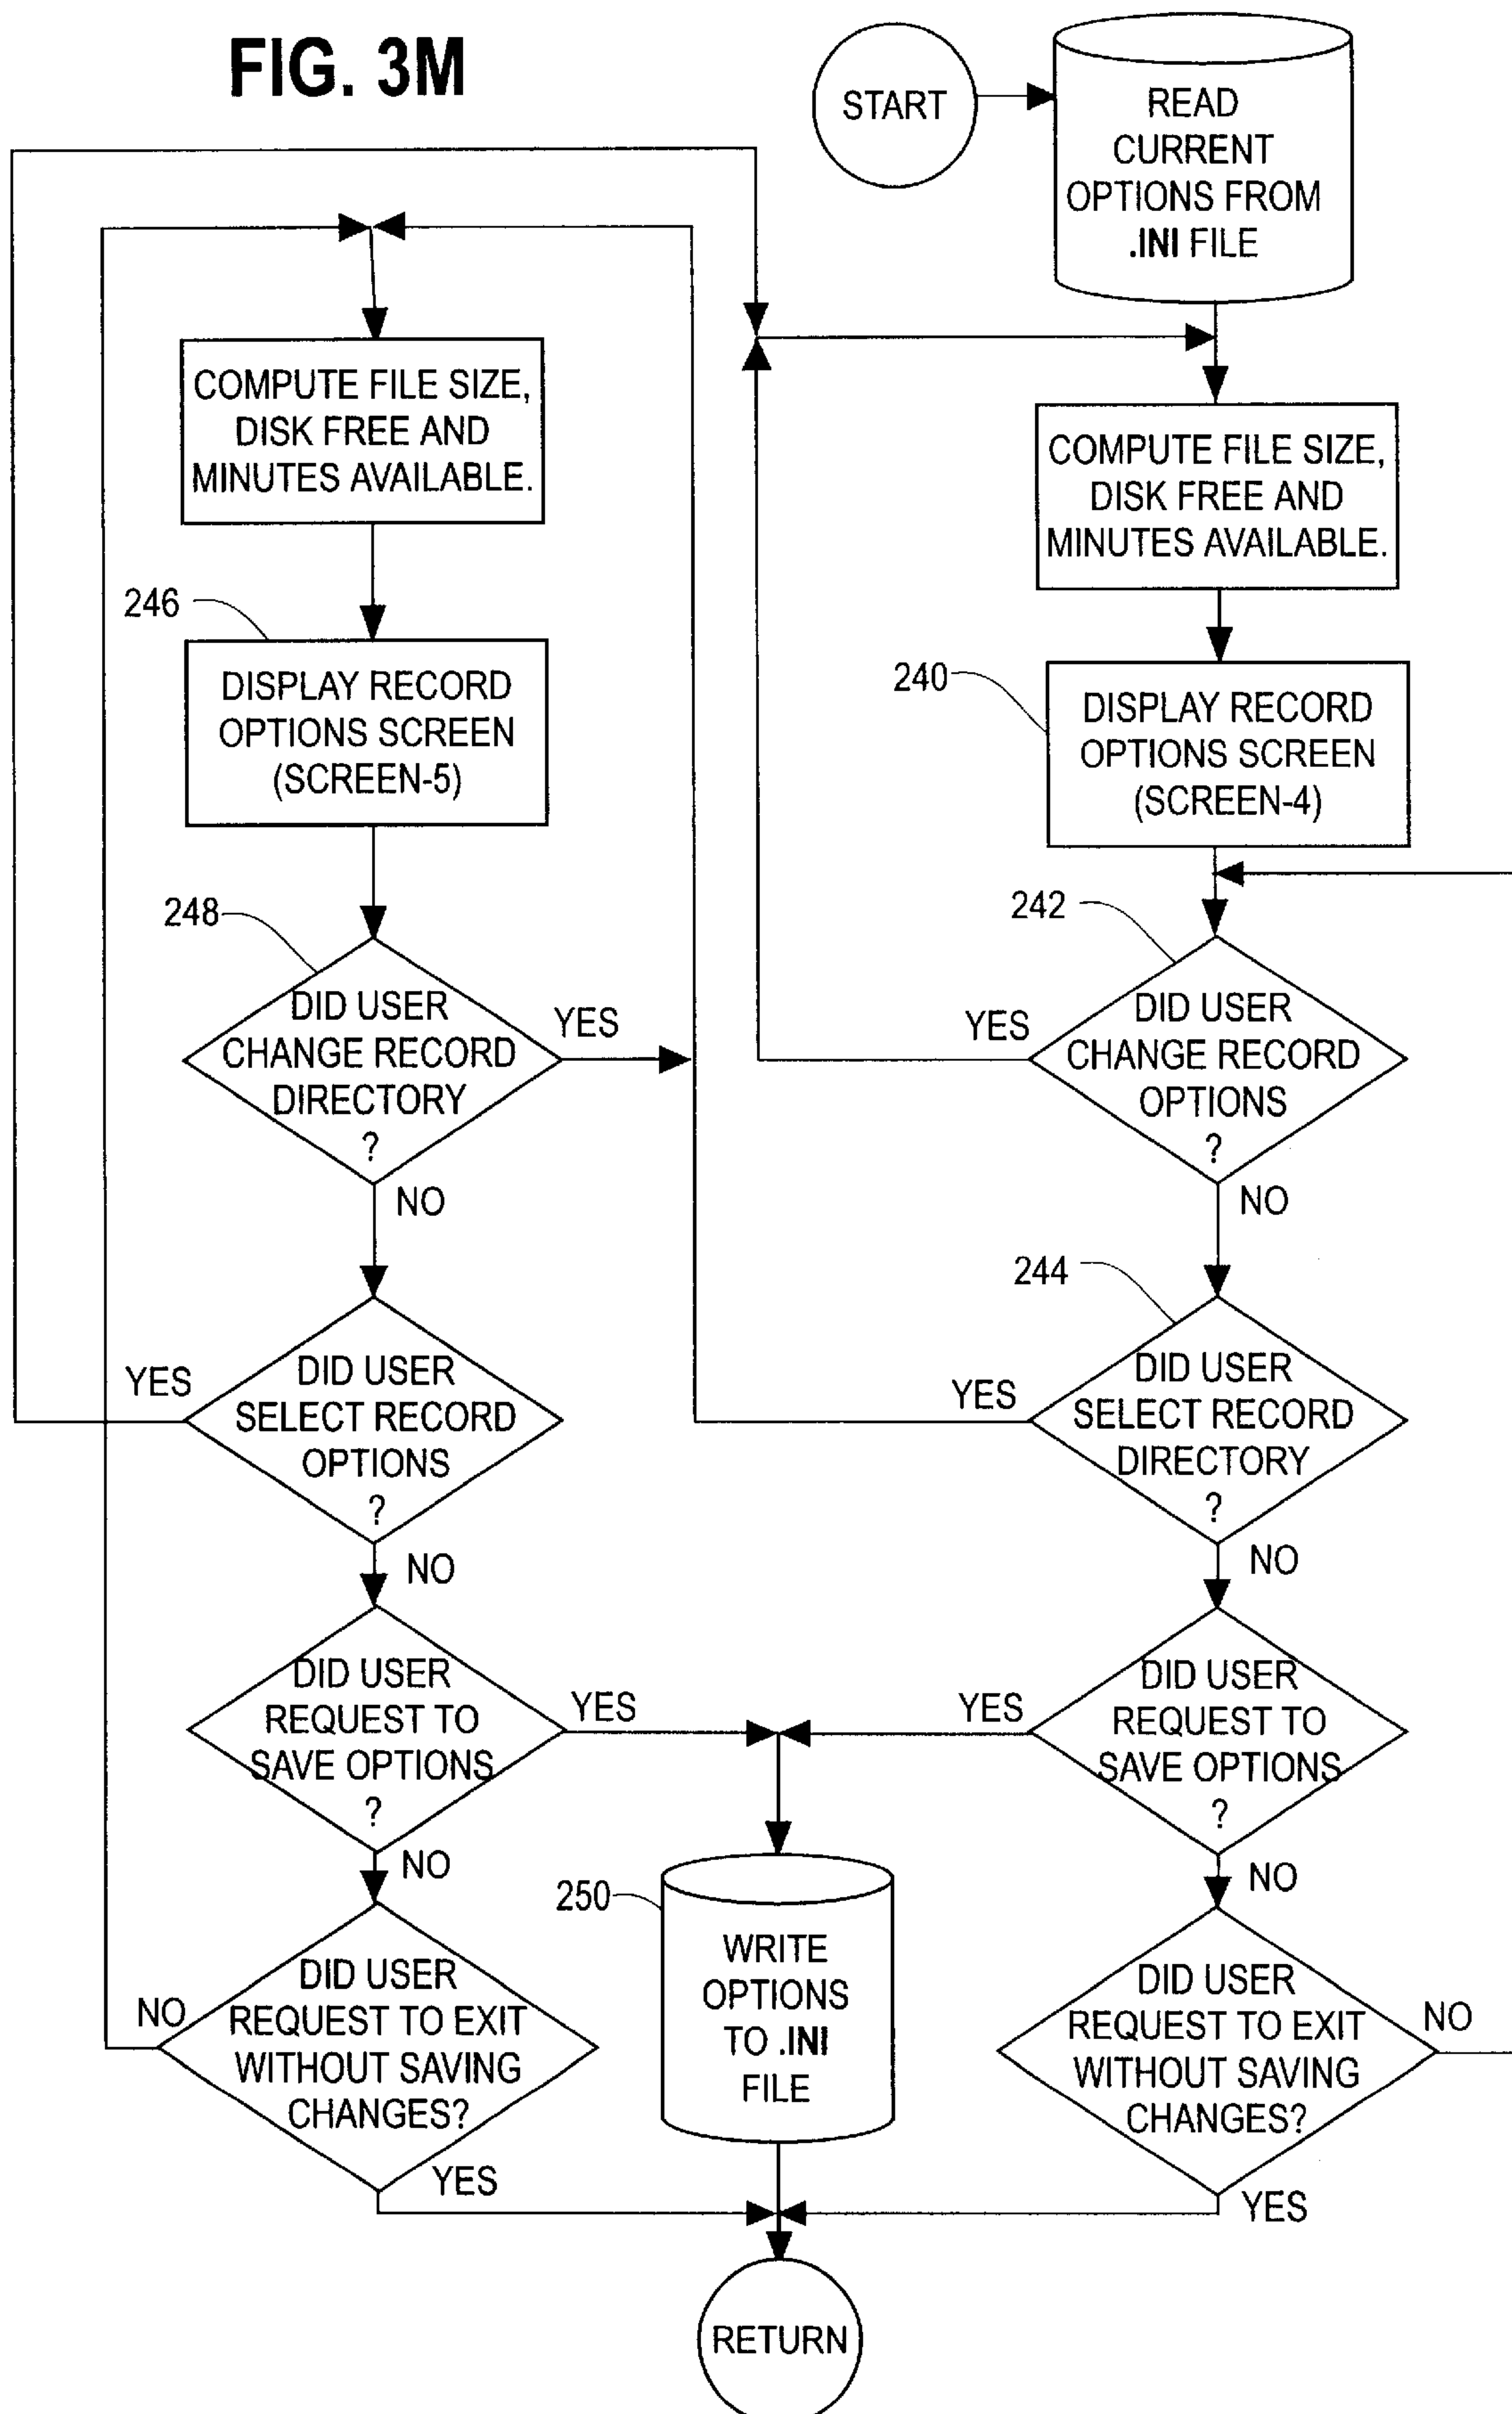 FIG. 3M
START
READ
CURRENT
OPTIONS FROM
.INI FILE
COMPUTE FILE SIZE,
DISK FREE AND
MINUTES AVAILABLE.
COMPUTE FILE SIZE,
DISK FREE AND
MINUTES AVAILABLE.
246
DISPLAY RECORD
OPTIONS SCREEN
(SCREEN-5)
240
DISPLAY RECORD
OPTIONS SCREEN
(SCREEN-4)
248
DID USER
CHANGE RECORD
DIRECTORY
?
YES
NO
242
DID USER
CHANGE RECORD
OPTIONS
?
YES
NO
DID USER
SELECT RECORD
OPTIONS
?
YES
NO
244
DID USER
SELECT RECORD
DIRECTORY
?
YES
NO
DID USER
REQUEST TO
SAVE OPTIONS
?
YES
NO
DID USER
REQUEST TO
SAVE OPTIONS
?
YES
NO
DID USER
REQUEST TO EXIT
WITHOUT SAVING
CHANGES?
NO
YES
250
WRITE
OPTIONS
TO .INI
FILE
DID USER
REQUEST TO EXIT
WITHOUT SAVING
CHANGES?
NO
YES
RETURN